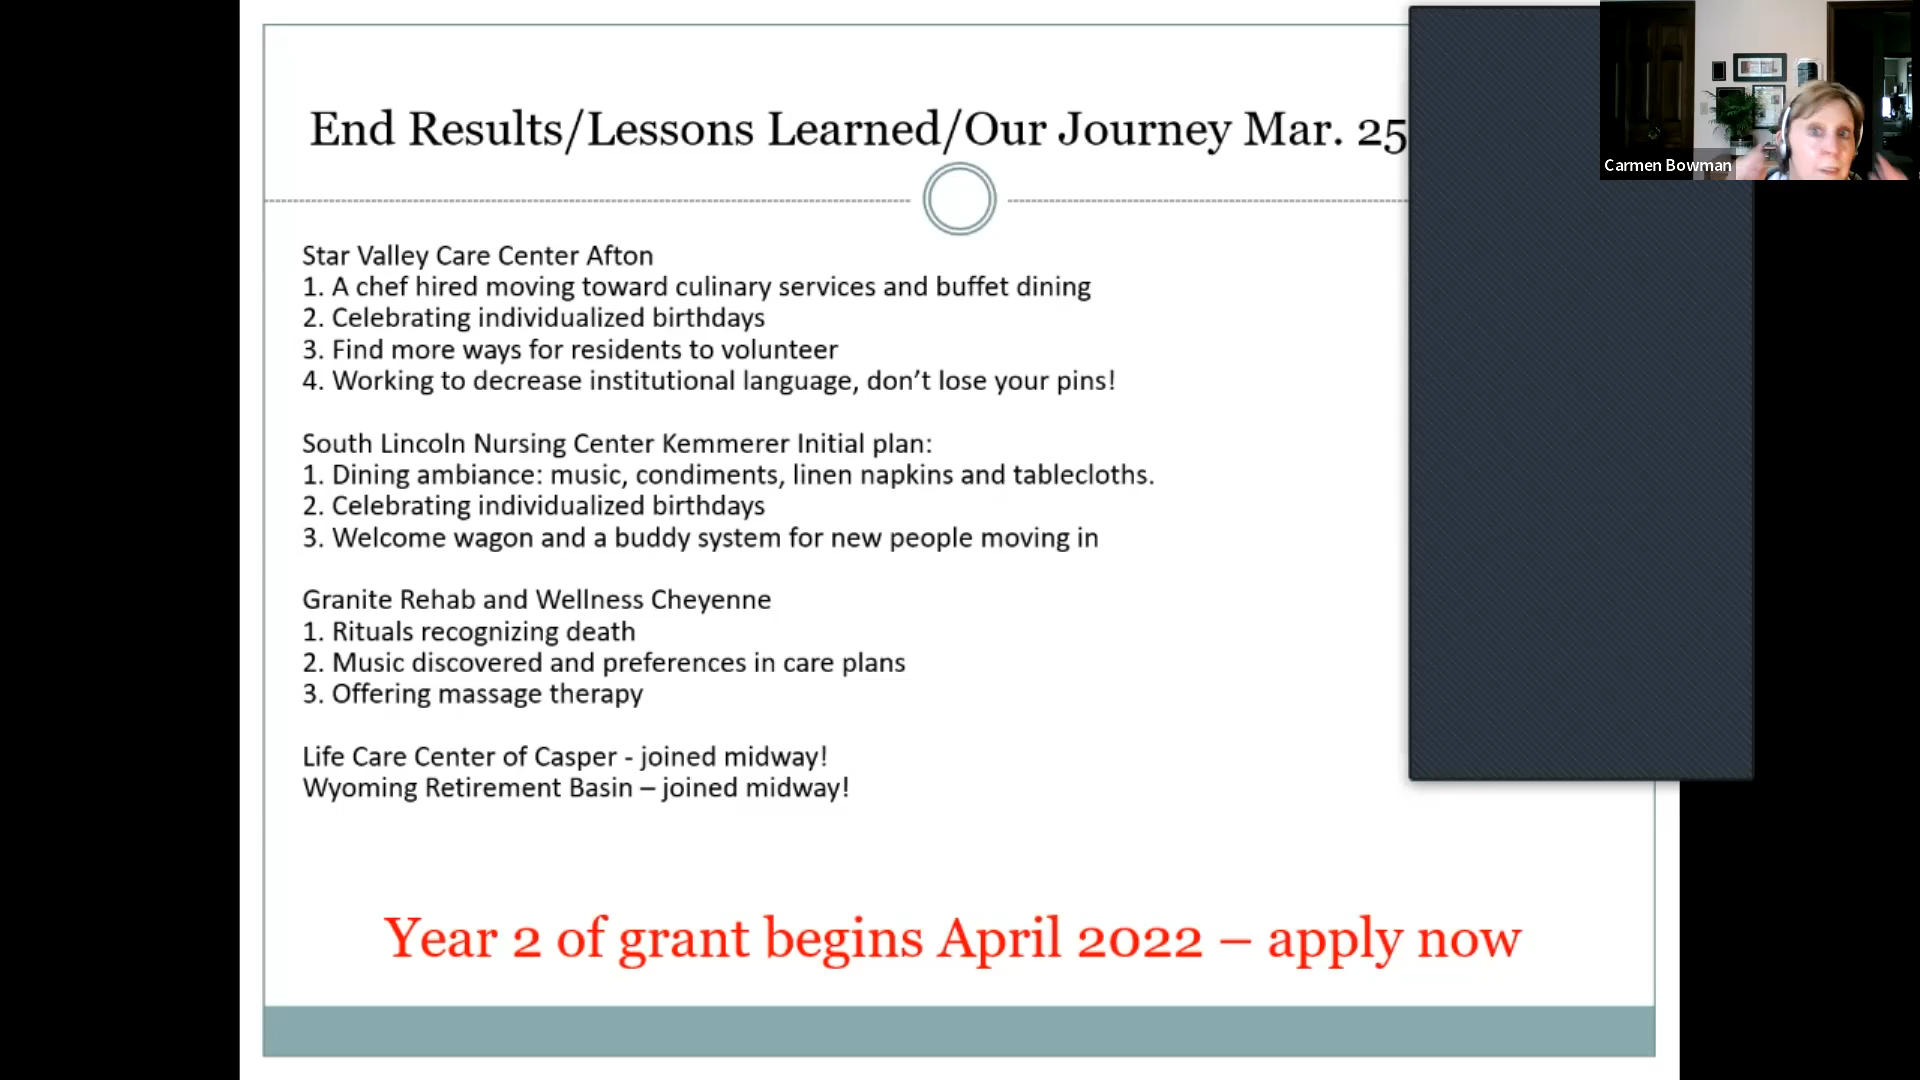 End Results/Lessons Learned/Our Journey Mar. 25
Carmen Bowman
Star Valley Care Center Afton
1. A chef hired moving toward culinary services and buffet dining
2. Celebrating individualized birthdays
3. Find more ways for residents to volunteer
4. Working to decrease institutional language, don’t lose your pins!
South Lincoln Nursing Center Kemmerer Initial plan:
1. Dining ambiance: music, condiments, linen napkins and tablecloths.
2. Celebrating individualized birthdays
3. Welcome wagon and a buddy system for new people moving in
Granite Rehab and Wellness Cheyenne
1. Rituals recognizing death
2. Music discovered and preferences in care plans
3. Offering massage therapy
Life Care Center of Casper - joined midway!
Wyoming Retirement Basin – joined midway!
Year 2 of grant begins April 2022 – apply now